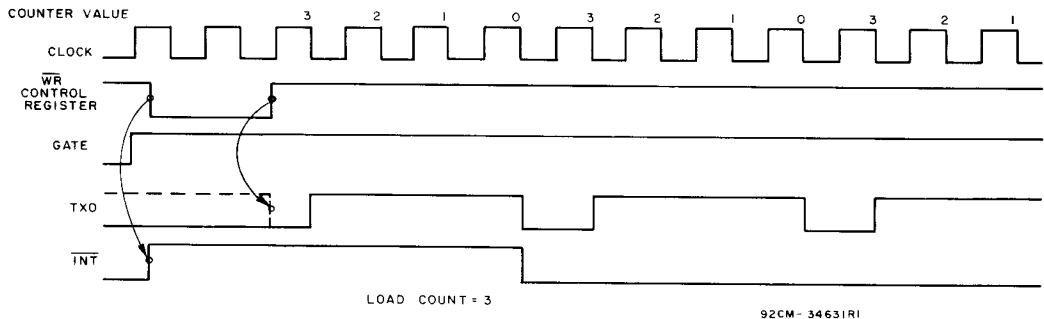 COUNTER VALUE 3 2 1 0 3 2 1 0 3 2 1
CLOCK
WR
CONTROL
REGISTER
GATE
TXO
INT
LOAD COUNT = 3
92CM-34631R1